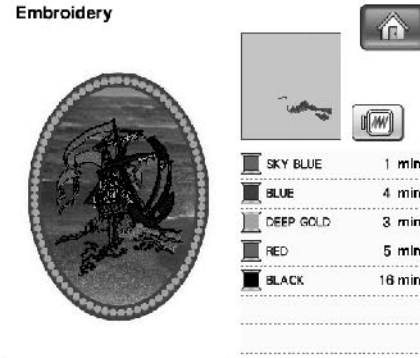 Embroidery
SKY BLUE 1 min
BLUE 4 min
DEEP GOLD 3 min
RED 5 min
BLACK 16 min